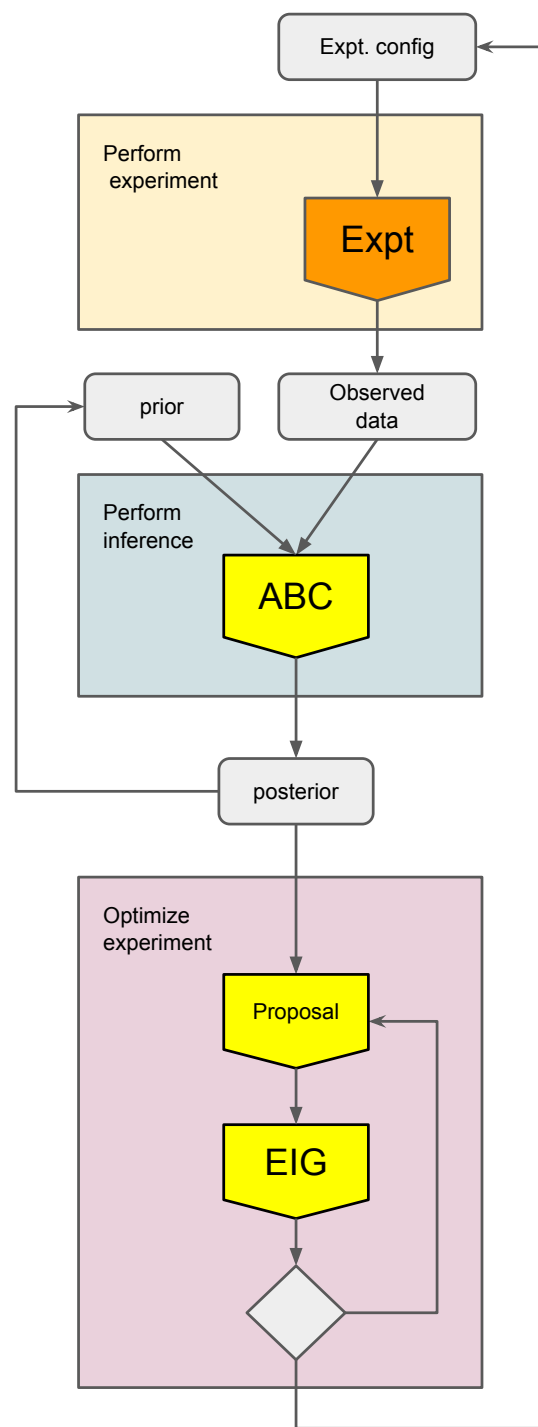 Expt. config
Perform
experiment
Expt
prior
Observed
data
Perform
inference
ABC
posterior
Optimize
experiment
Proposal
EIG